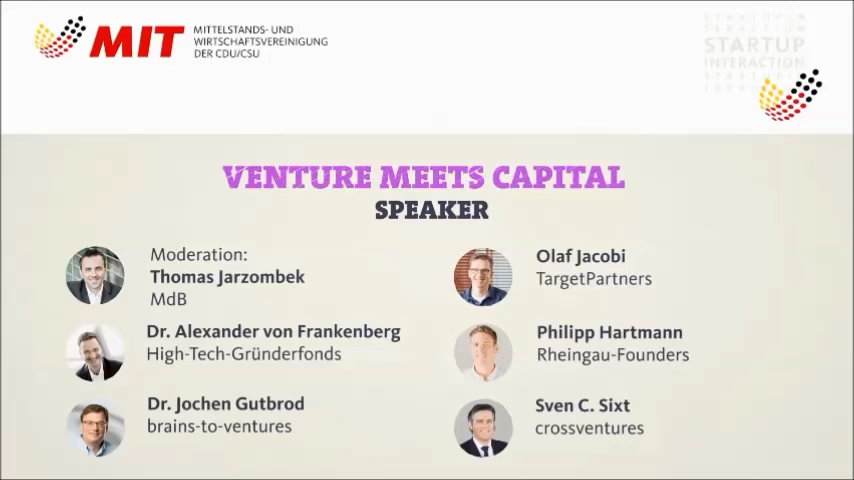 MIT
MITTELSTANDS- UND
WIRTSCHAFTSVEREINIGUNG
DER CDU/CSU
STARTUP
INTERACTION
VENTURE MEETS CAPITAL
SPEAKER
Moderation:
Thomas Jarzombek
MdB
Dr. Alexander von Frankenberg
High-Tech-Gründerfonds
Dr. Jochen Gutbrod
brains-to-ventures
Olaf Jacobi
TargetPartners
Philipp Hartmann
Rheingau-Founders
Sven C. Sixt
crossventures